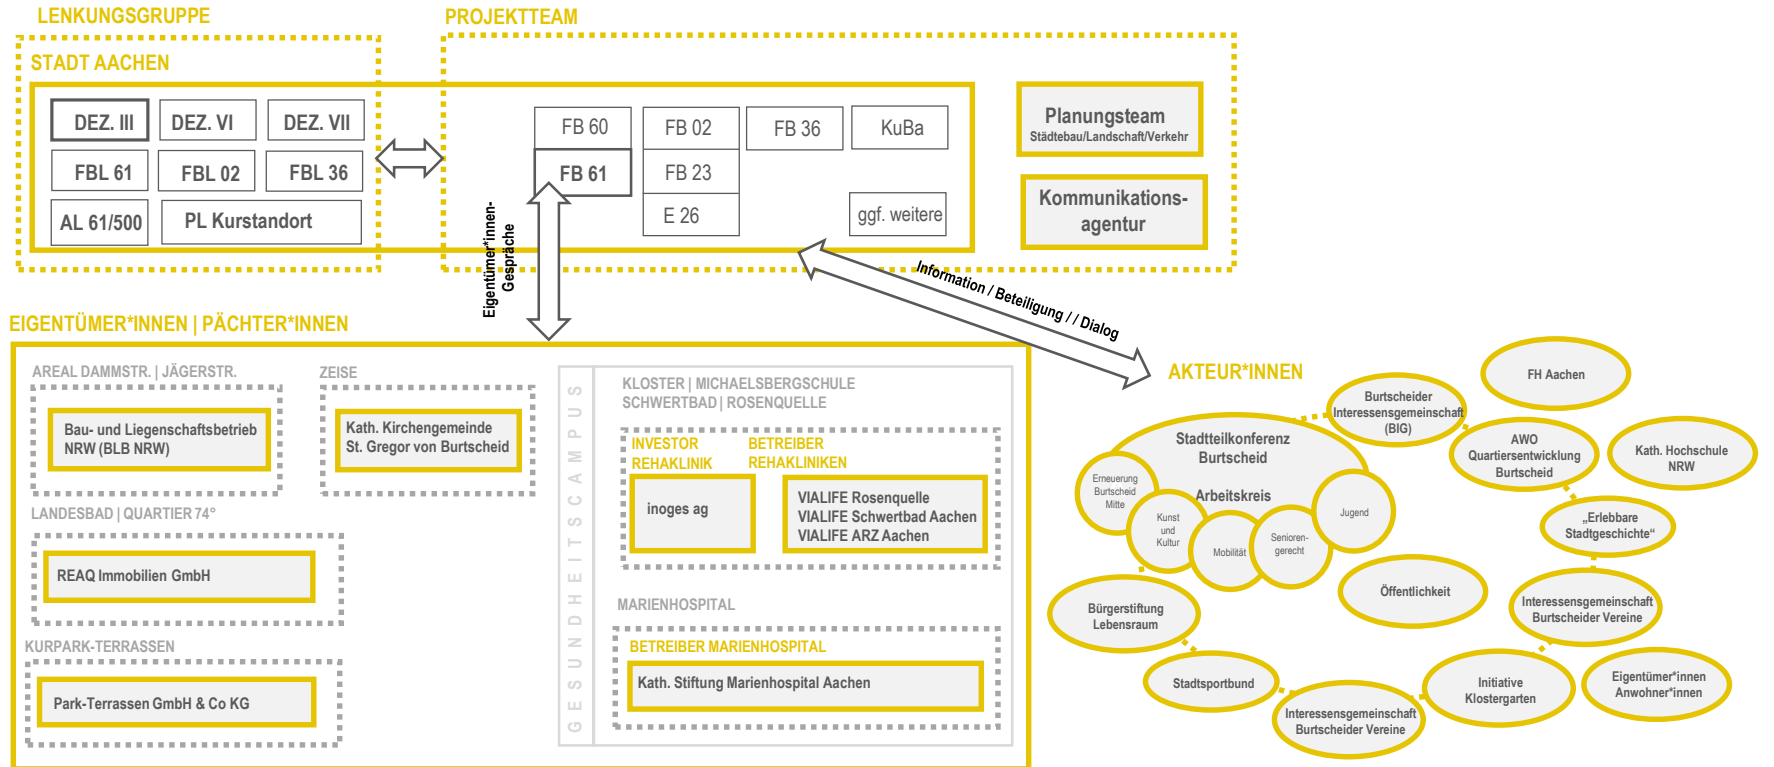 LENKUNGSGRUPPE
PROJEKTTEAM
STADT AACHEN
DEZ. III
DEZ. VI
DEZ. VII
FBL 61
FBL 02
FBL 36
AL 61/500
PL Kurstandort
FB 60
FB 02
FB 36
KuBa
FB 61
FB 23
E 26
ggf. weitere
Planungsteam
Städtebau/Landschaft/Verkehr
Kommunikations-
agentur
Eigentümer*innen-
Gespräche
Information / Beteiligung / / Dialog
EIGENTÜMER*INNEN | PÄCHTER*INNEN
AREAL DAMMSTR. | JÄGERSTR.
Bau- und Liegenschaftsbetrieb
NRW (BLB NRW)
ZEISE
Kath. Kirchengemeinde
St. Gregor von Burtscheid
LANDESBAD | QUARTIER 74°
REAQ Immobilien GmbH
KURPARK-TERRASSEN
Park-Terrassen GmbH & Co KG
GESUNDHEITSCAMPUS
KLOSTER | MICHAELSBERGSCHULE
SCHWERTBAD | ROSENQUELLE
INVESTOR
REHAKLINIK
inoges ag
BETREIBER
REHAKLINIKEN
VIALIFE Rosenquelle
VIALIFE Schwertbad Aachen
VIALIFE ARZ Aachen
MARIENHOSPITAL
BETREIBER MARIENHOSPITAL
Kath. Stiftung Marienhospital Aachen
AKTEUR*INNEN
Stadtteilkonferenz
Burtscheid
Arbeitskreis
Erneuerung
Burtscheid
Mitte
Kunst
und
Kultur
Mobilität
Senioren-
gerecht
Jugend
Burtscheider
Interessensgemeinschaft
(BIG)
FH Aachen
AWO
Quartiersentwicklung
Burtscheid
Kath. Hochschule
NRW
„Erlebbare
Stadtgeschichte“
Öffentlichkeit
Interessensgemeinschaft
Burtscheider Vereine
Bürgerstiftung
Lebensraum
Stadtsportbund
Interessensgemeinschaft
Burtscheider Vereine
Initiative
Klostergarten
Eigentümer*innen
Anwohner*innen